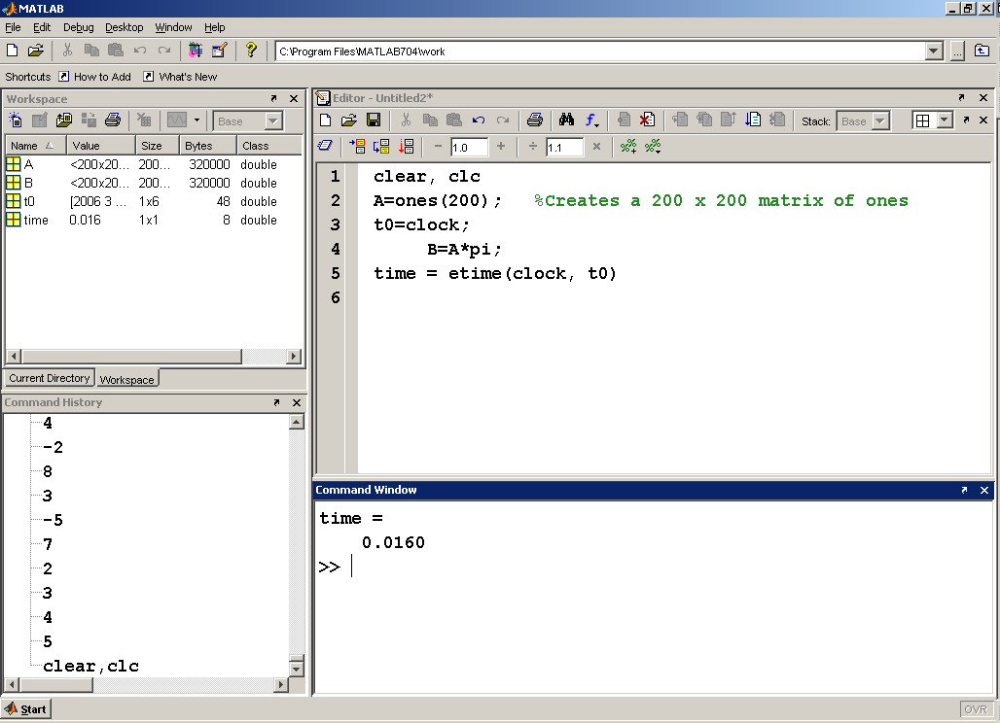 MATLAB
File Edit Debug Desktop Window Help
C:\Program Files\MATLAB704\work
...
Shortcuts How to Add What's New
Workspace
Base
Name Value Size Bytes Class
A <200x20... 200... 320000 double
B <200x20... 200... 320000 double
t0 [2006 3 ... 1x6 48 double
time 0.016 1x1 8 double
Current Directory Workspace
Command History
4
-2
8
3
-5
7
2
3
4
5
clear,clc
Editor - Untitled2*
Stack: Base
− 1.0 + ÷ 1.1 ×
1 clear, clc
2 A=ones(200); %Creates a 200 x 200 matrix of ones
3 t0=clock;
4 B=A*pi;
5 time = etime(clock, t0)
6
Command Window
time =
0.0160
>>
Start
OVR